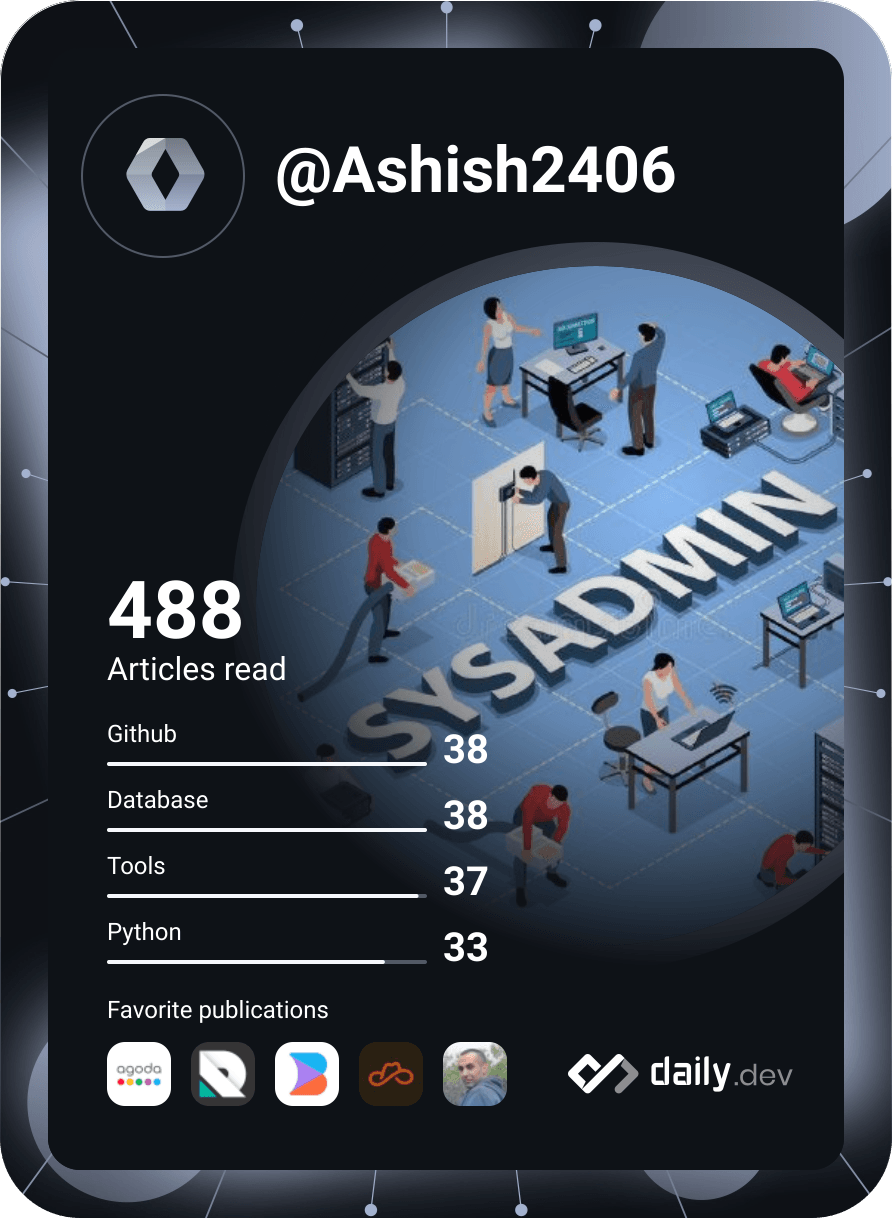 @Ashish2406
SYSADMIN
488
Articles read
Github
38
Database
38
Tools
37
Python
33
Favorite publications
agoda
daily.dev